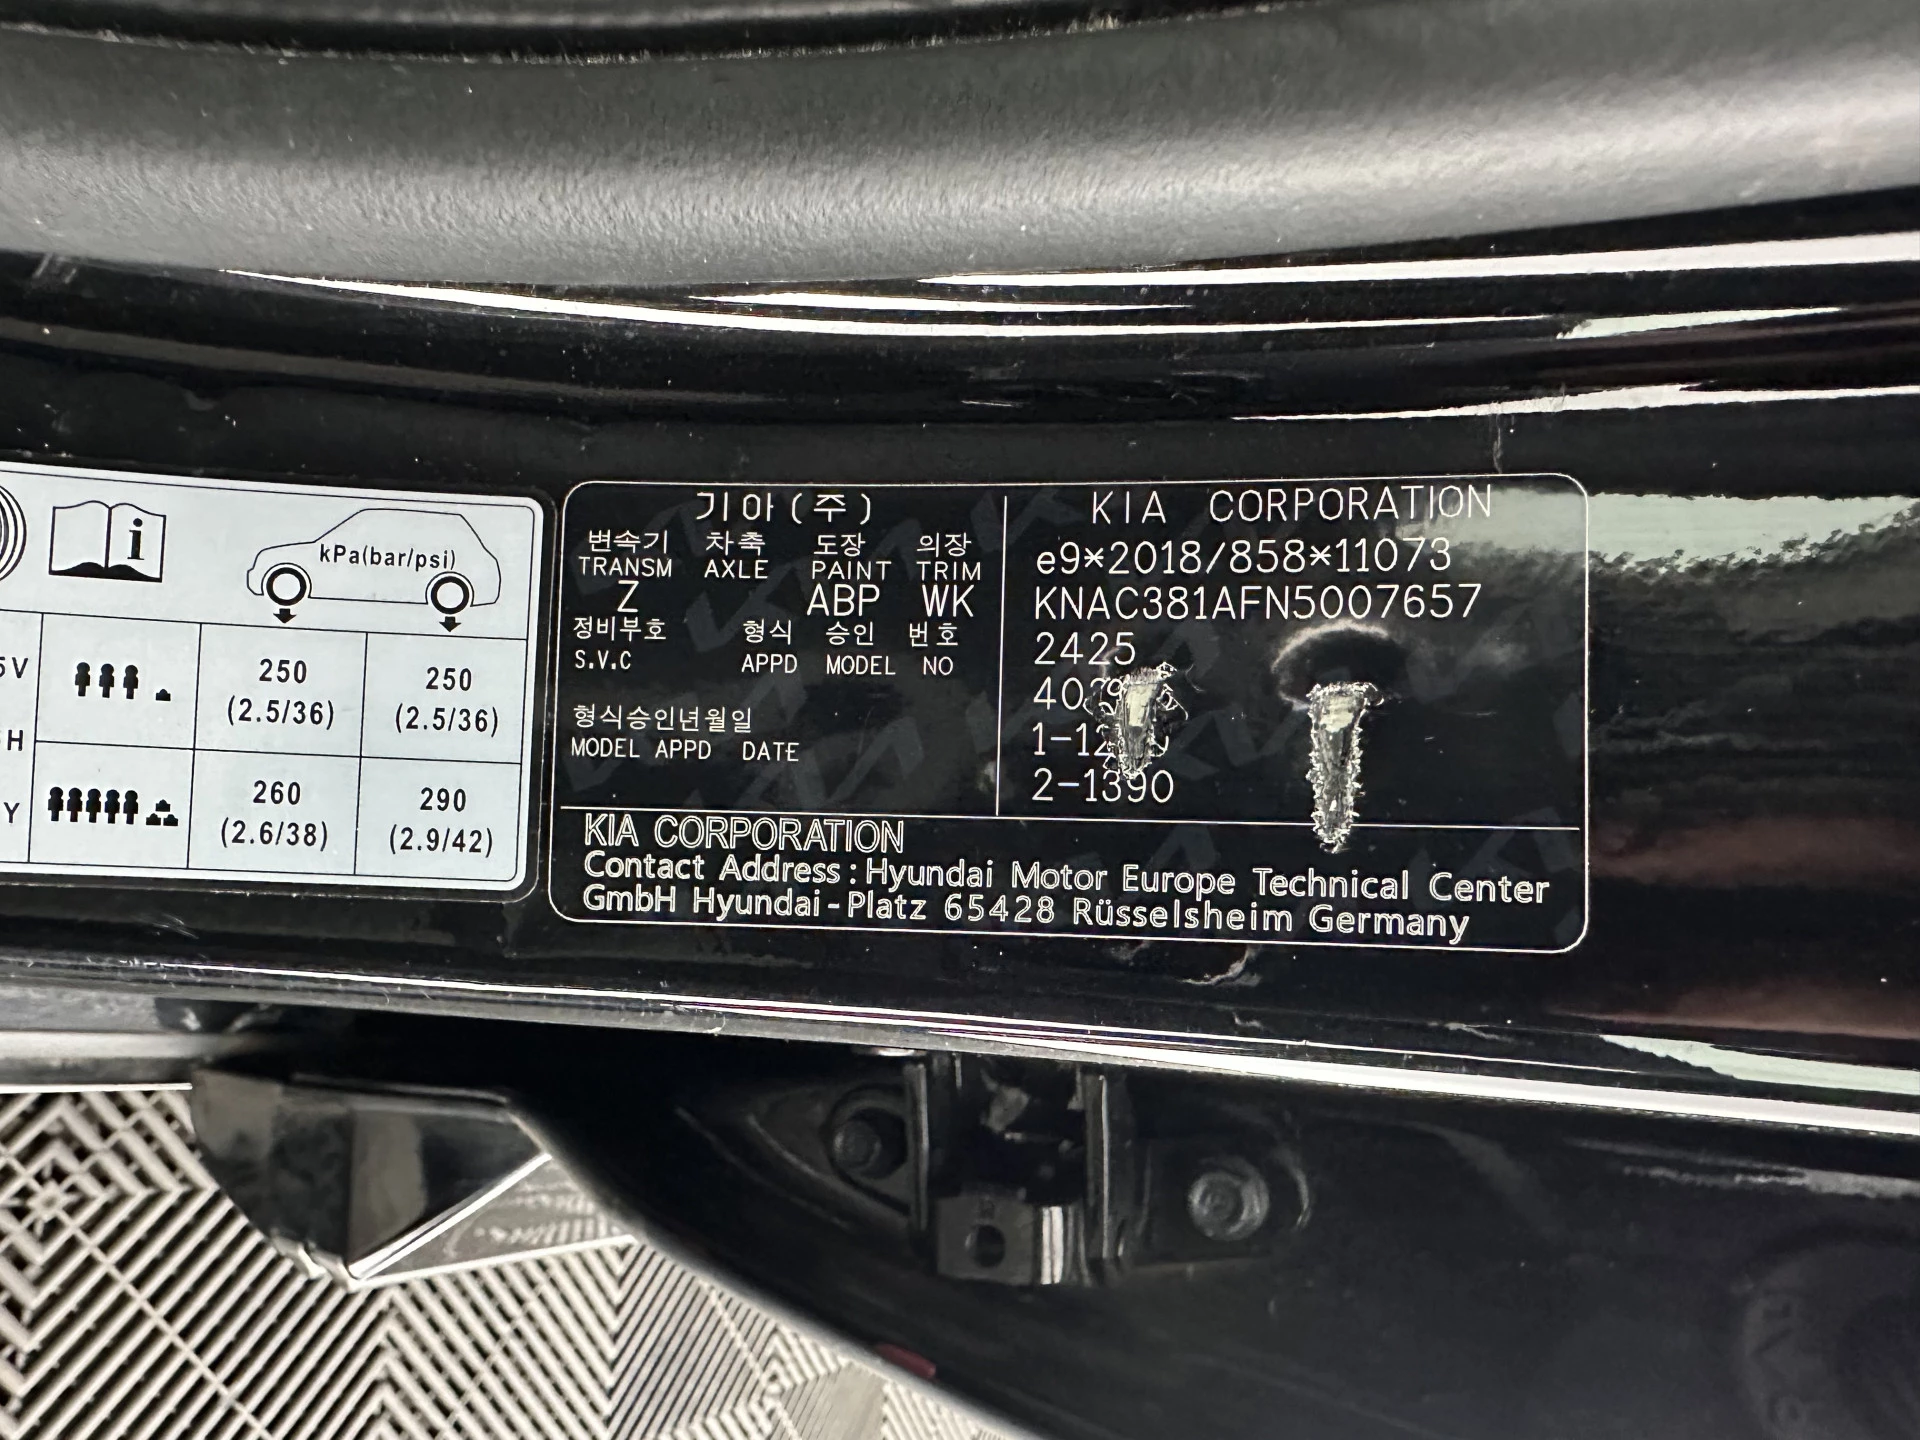 i
kPa(bar/psi)
5V
250
(2.5/36)
250
(2.5/36)
H
Y
260
(2.6/38)
290
(2.9/42)
기아(주)
변속기 차축 도장 의장
TRANSM AXLE PAINT TRIM
Z ABP WK
정비부호 형식 승인 번호
S.V.C APPD MODEL NO
형식승인년월일
MODEL APPD DATE
KIA CORPORATION
e9*2018/858*11073
KNAC381AFN5007657
2425
2-1390
KIA CORPORATION
Contact Address : Hyundai Motor Europe Technical Center
GmbH Hyundai-Platz 65428 Rüsselsheim Germany